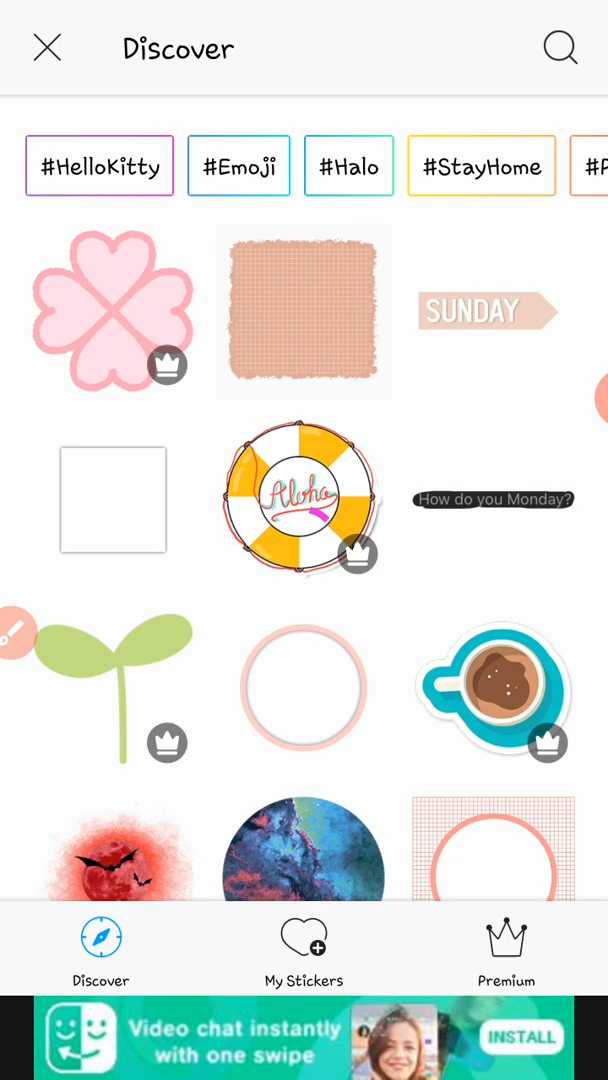 Discover
#HelloKitty
#Emoji
#Halo
#StayHome
SUNDAY
Aloha
How do you Monday?
Discover
My Stickers
Premium
Video chat instantly
with one swipe
INSTALL